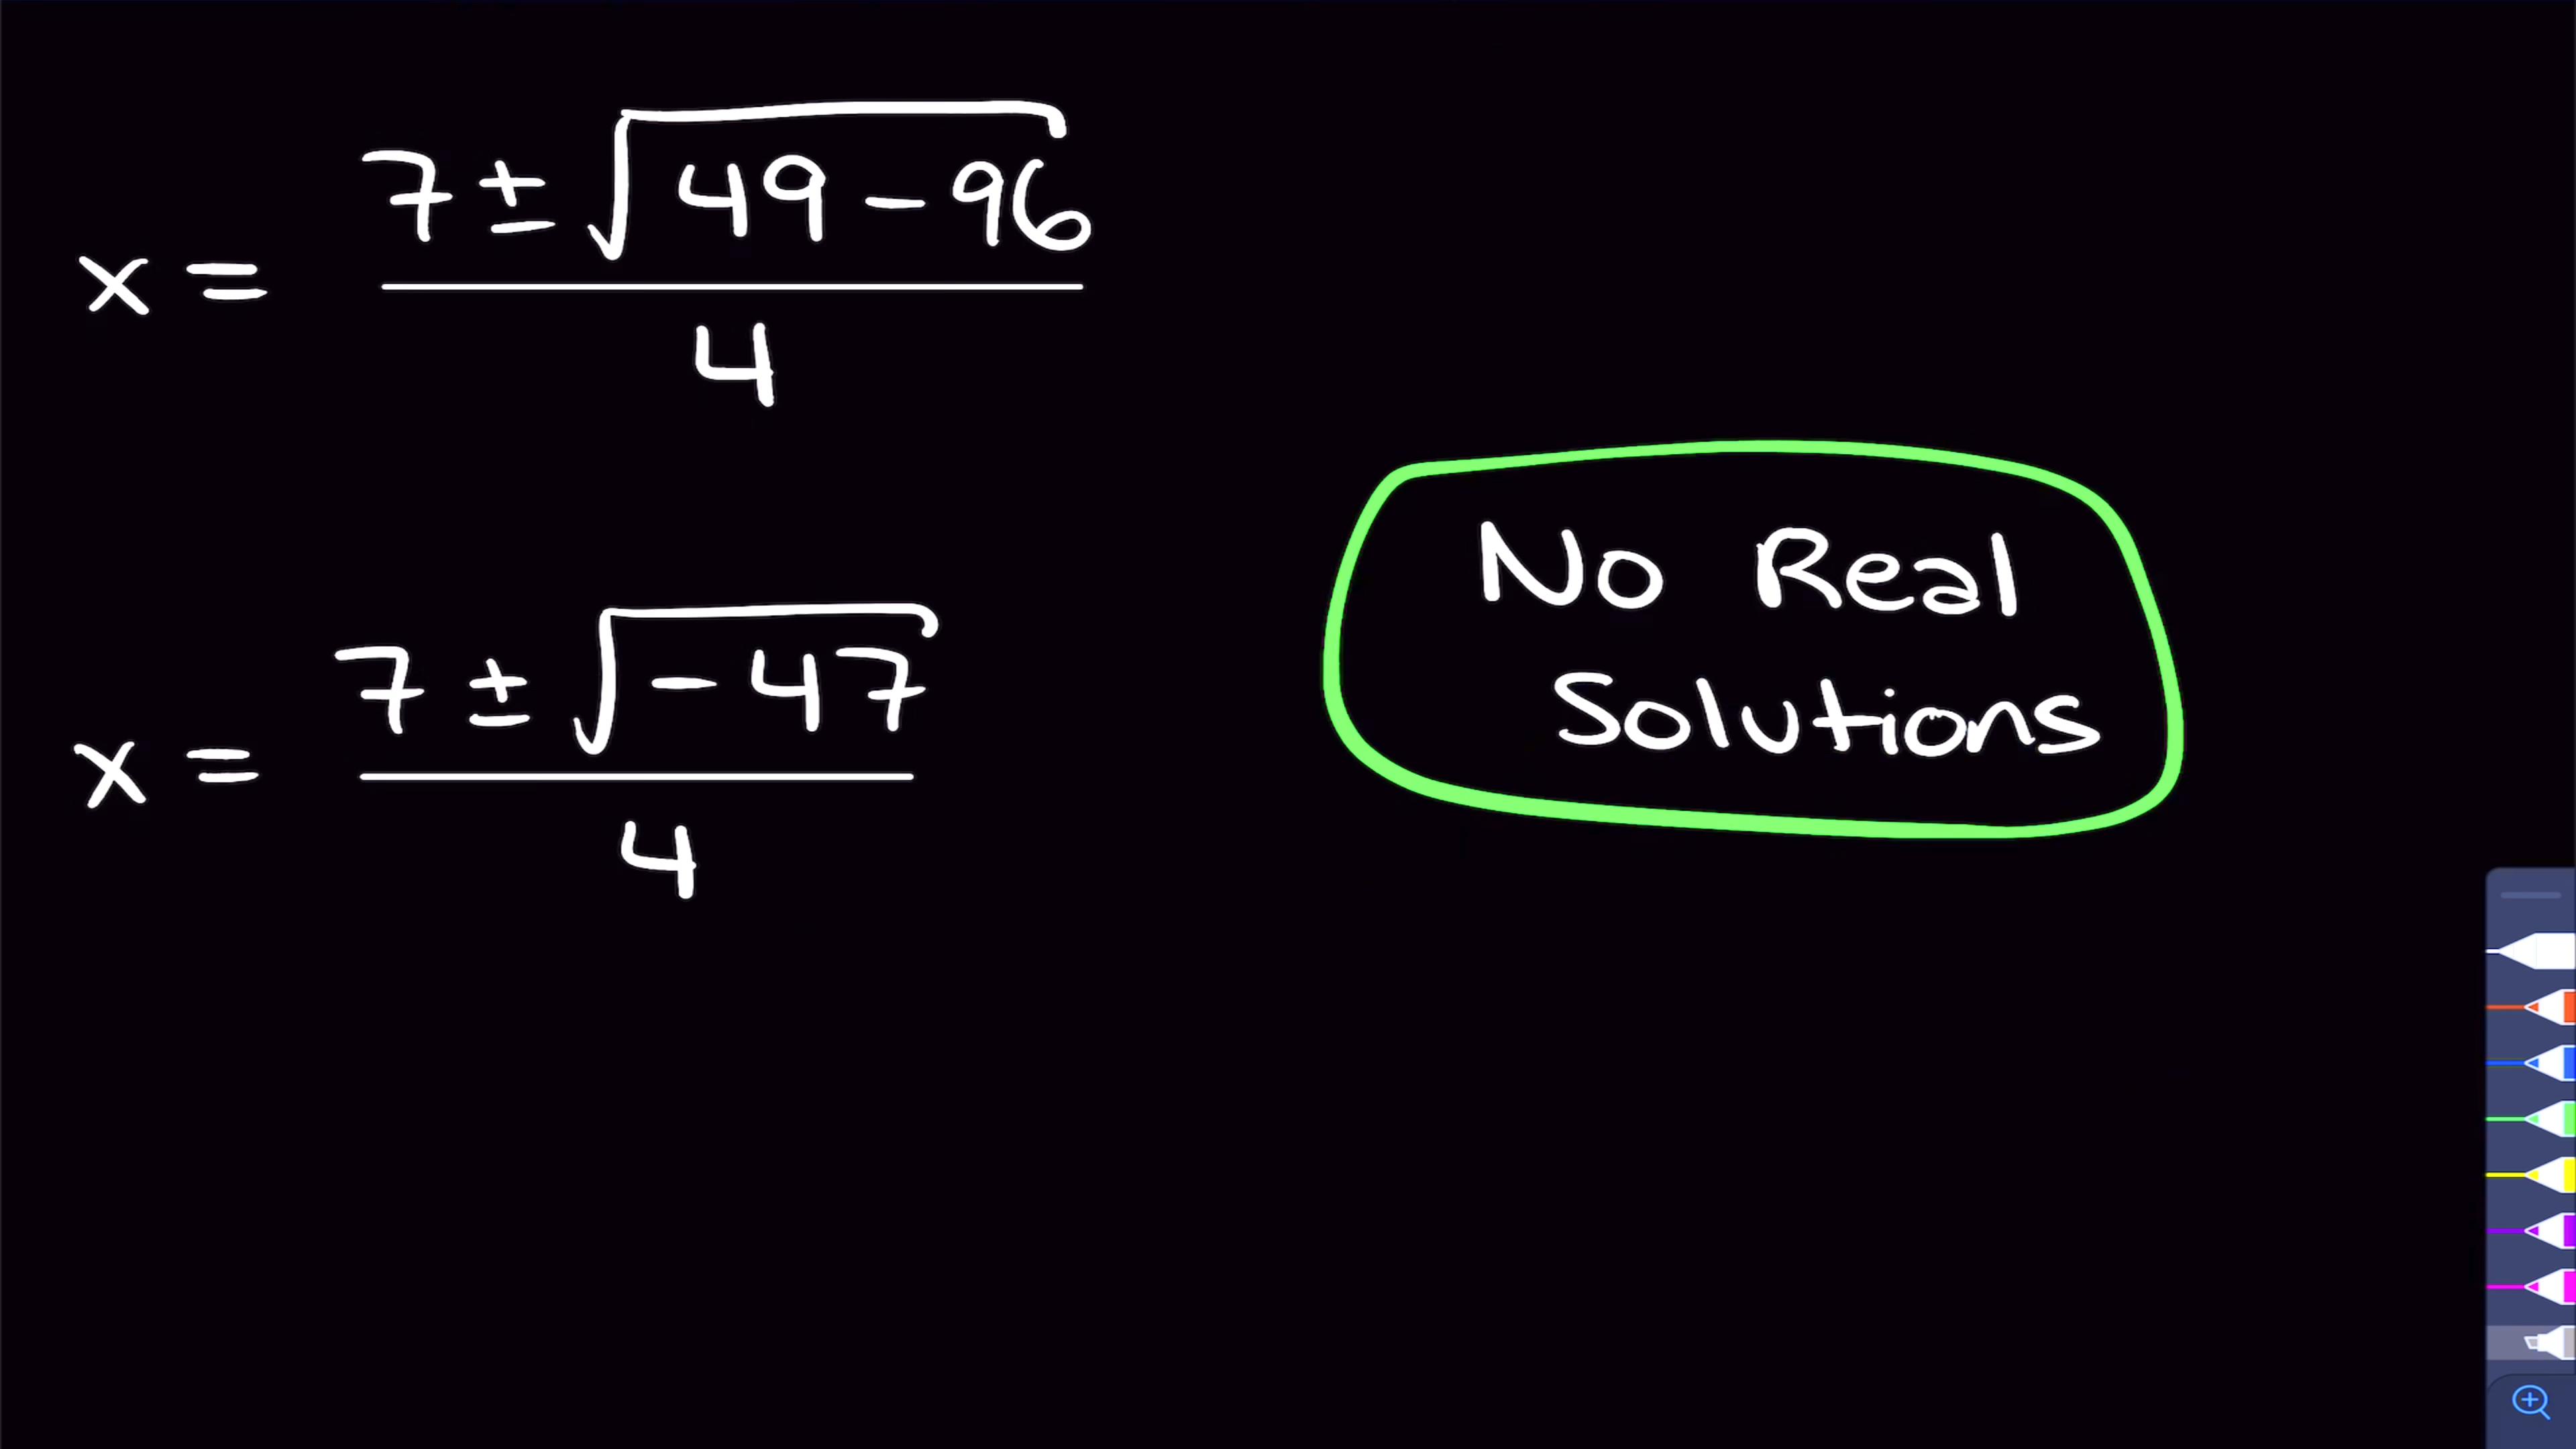 x = 7 ± √49 - 96 / 4
x = 7 ± √-47 / 4
No Real
Solutions